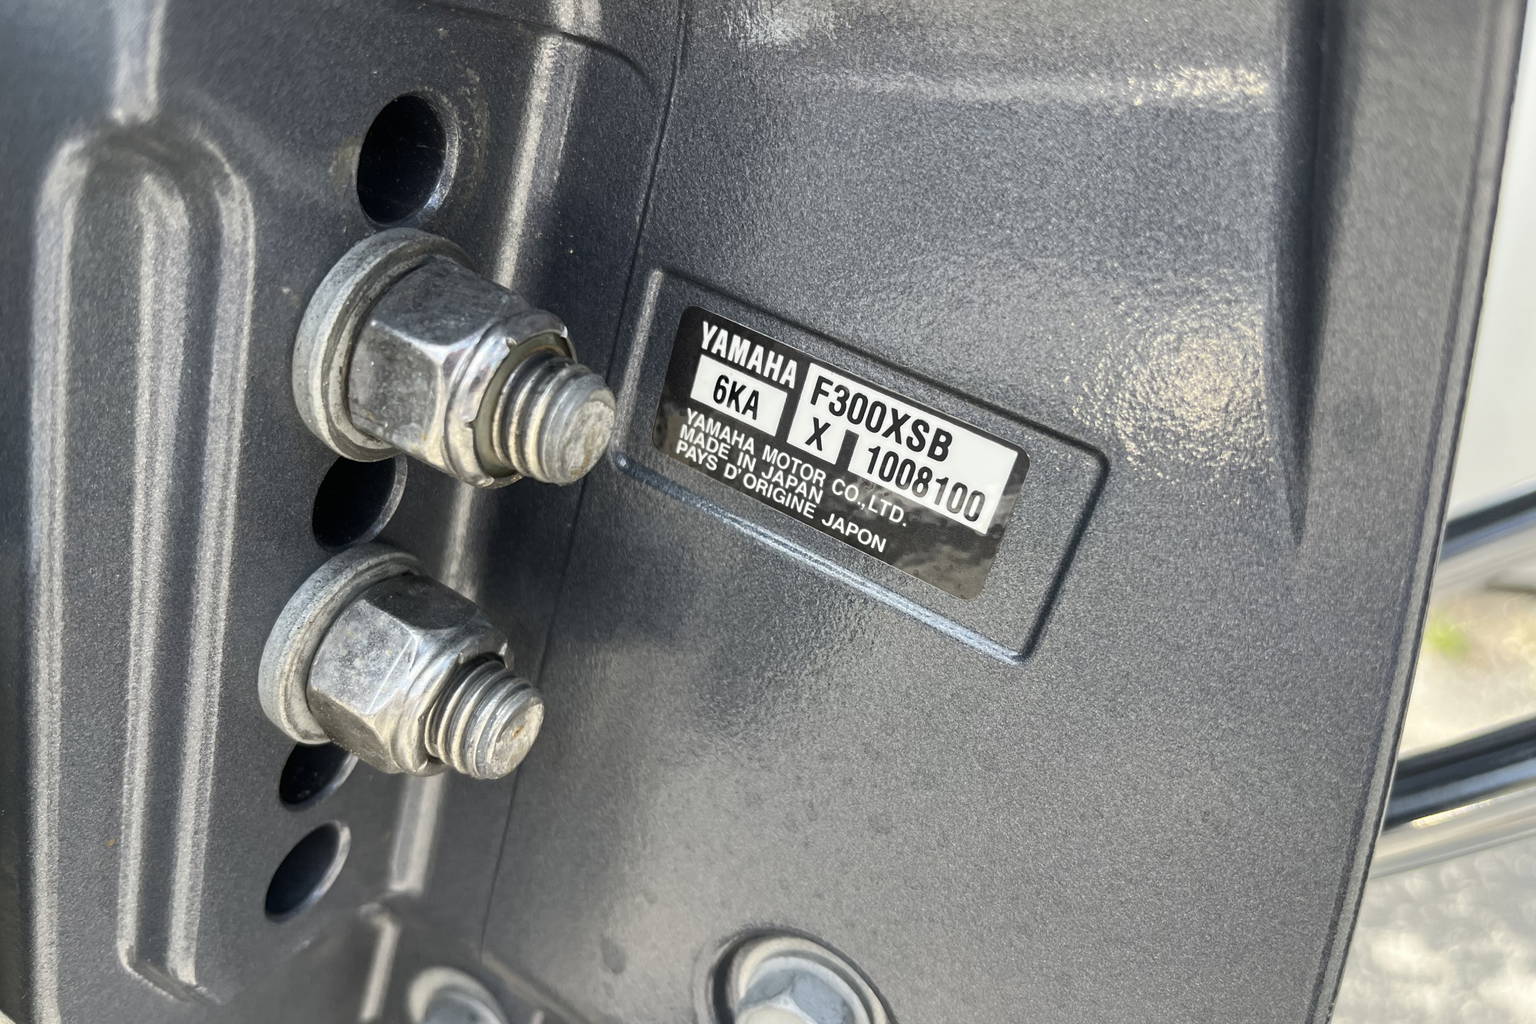 YAMAHA F300XSB
6KA X 1008100
YAMAHA MOTOR CO.,LTD.
MADE IN JAPAN
PAYS D'ORIGINE JAPON